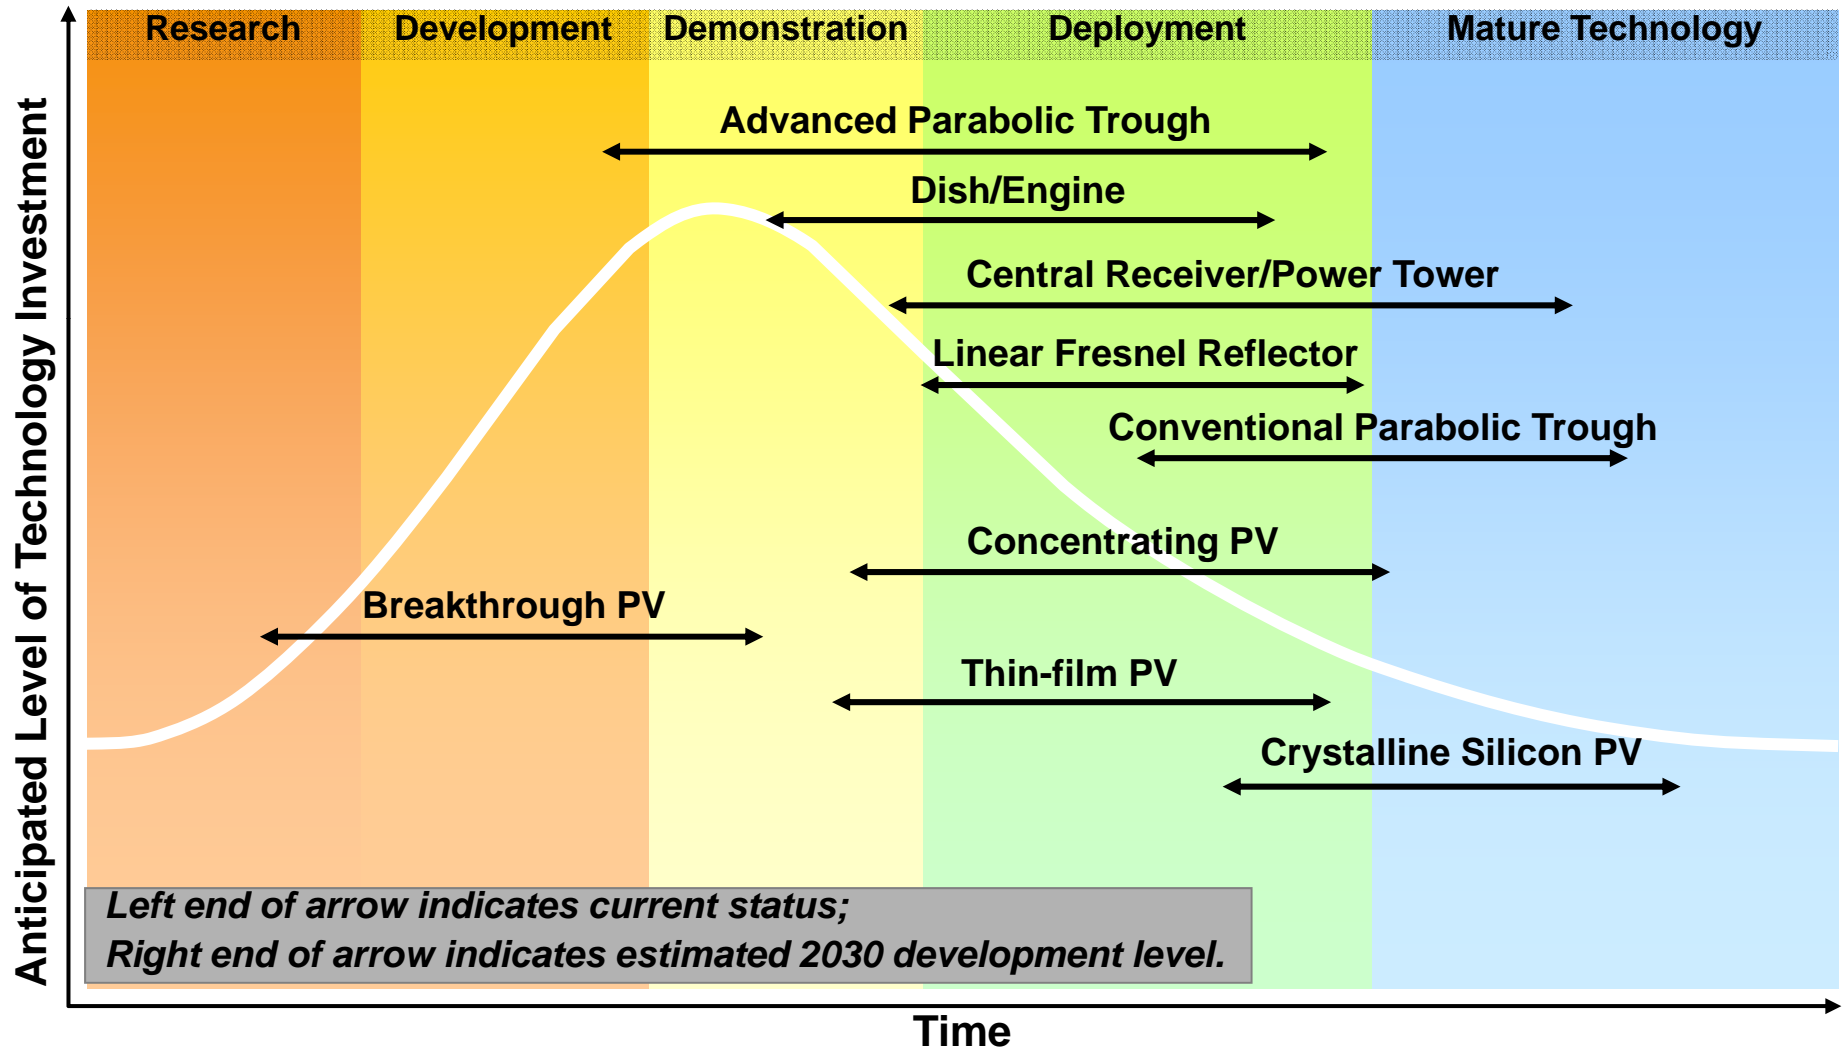 Research
Development
Demonstration
Deployment
Mature Technology
Anticipated Level of Technology Investment
Advanced Parabolic Trough
Dish/Engine
Central Receiver/Power Tower
Linear Fresnel Reflector
Conventional Parabolic Trough
Concentrating PV
Breakthrough PV
Thin-film PV
Crystalline Silicon PV
Left end of arrow indicates current status;
Right end of arrow indicates estimated 2030 development level.
Time